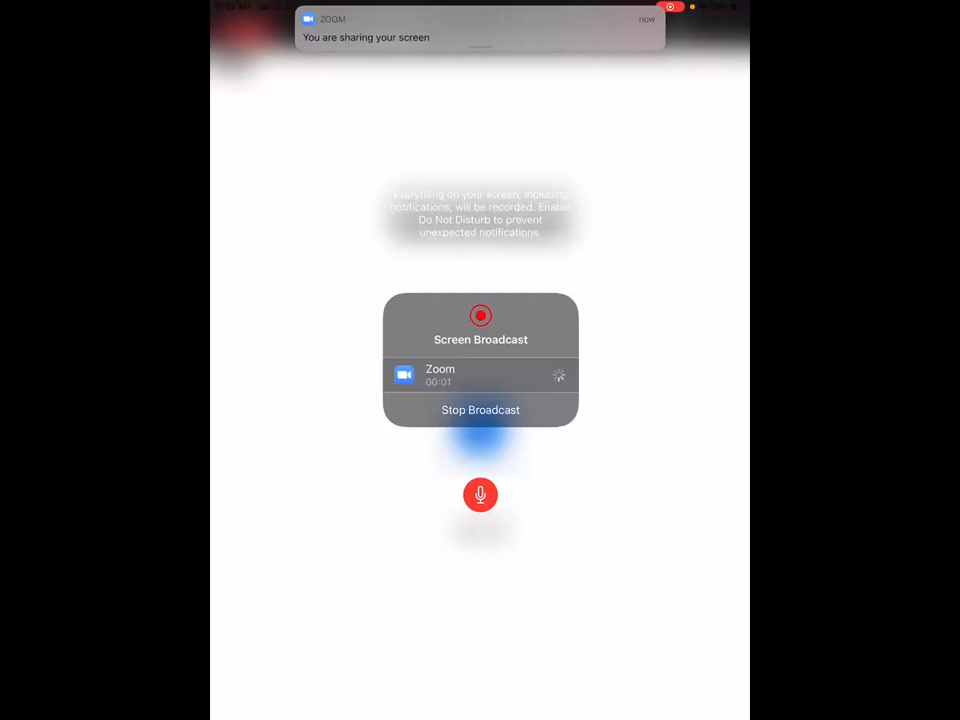 ZOOM
now
You are sharing your screen
Everything on your screen, including
notifications, will be recorded. Enable
Do Not Disturb to prevent
unexpected notifications.
Screen Broadcast
Zoom
00:01
Stop Broadcast